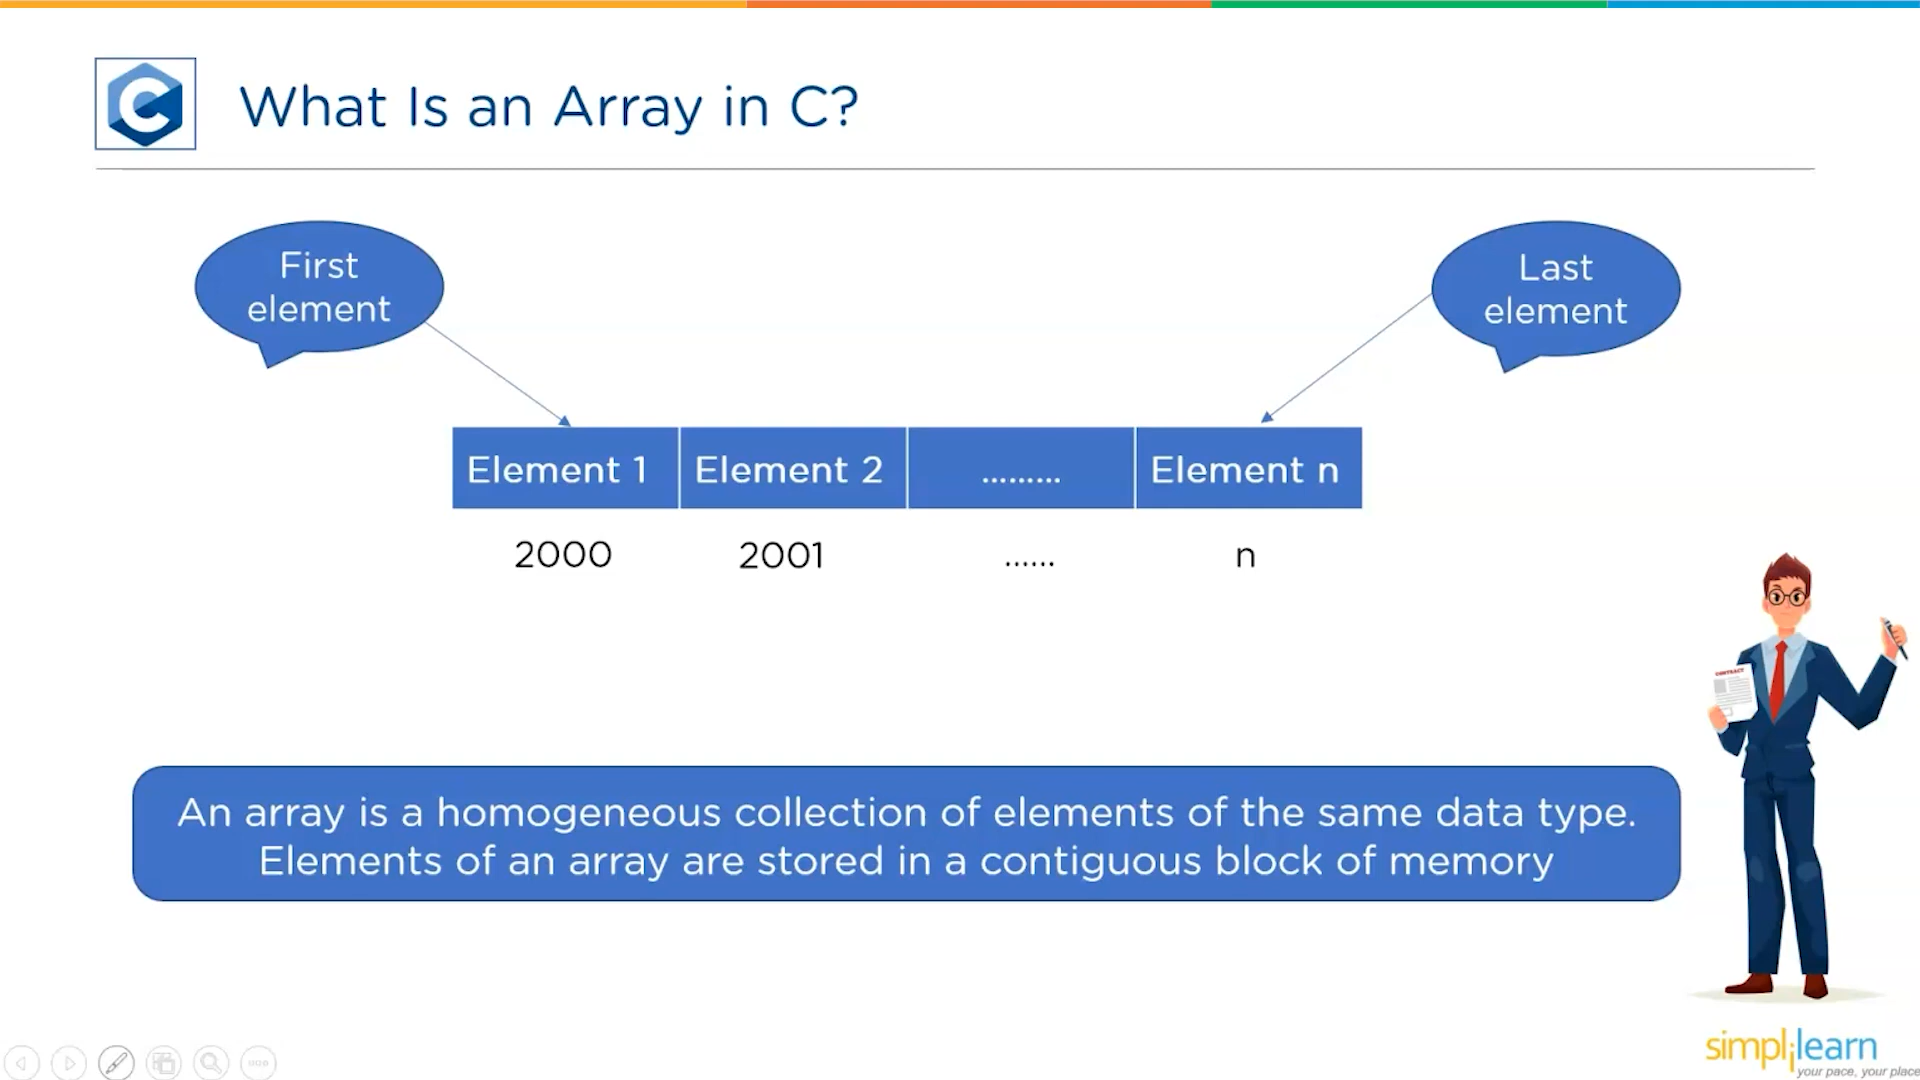 What Is an Array in C?
First
element
Last
element
Element 1 Element 2 ......... Element n
2000 2001 ...... n
CONTRACT
An array is a homogeneous collection of elements of the same data type.
Elements of an array are stored in a contiguous block of memory
simplilearn
your pace, your place